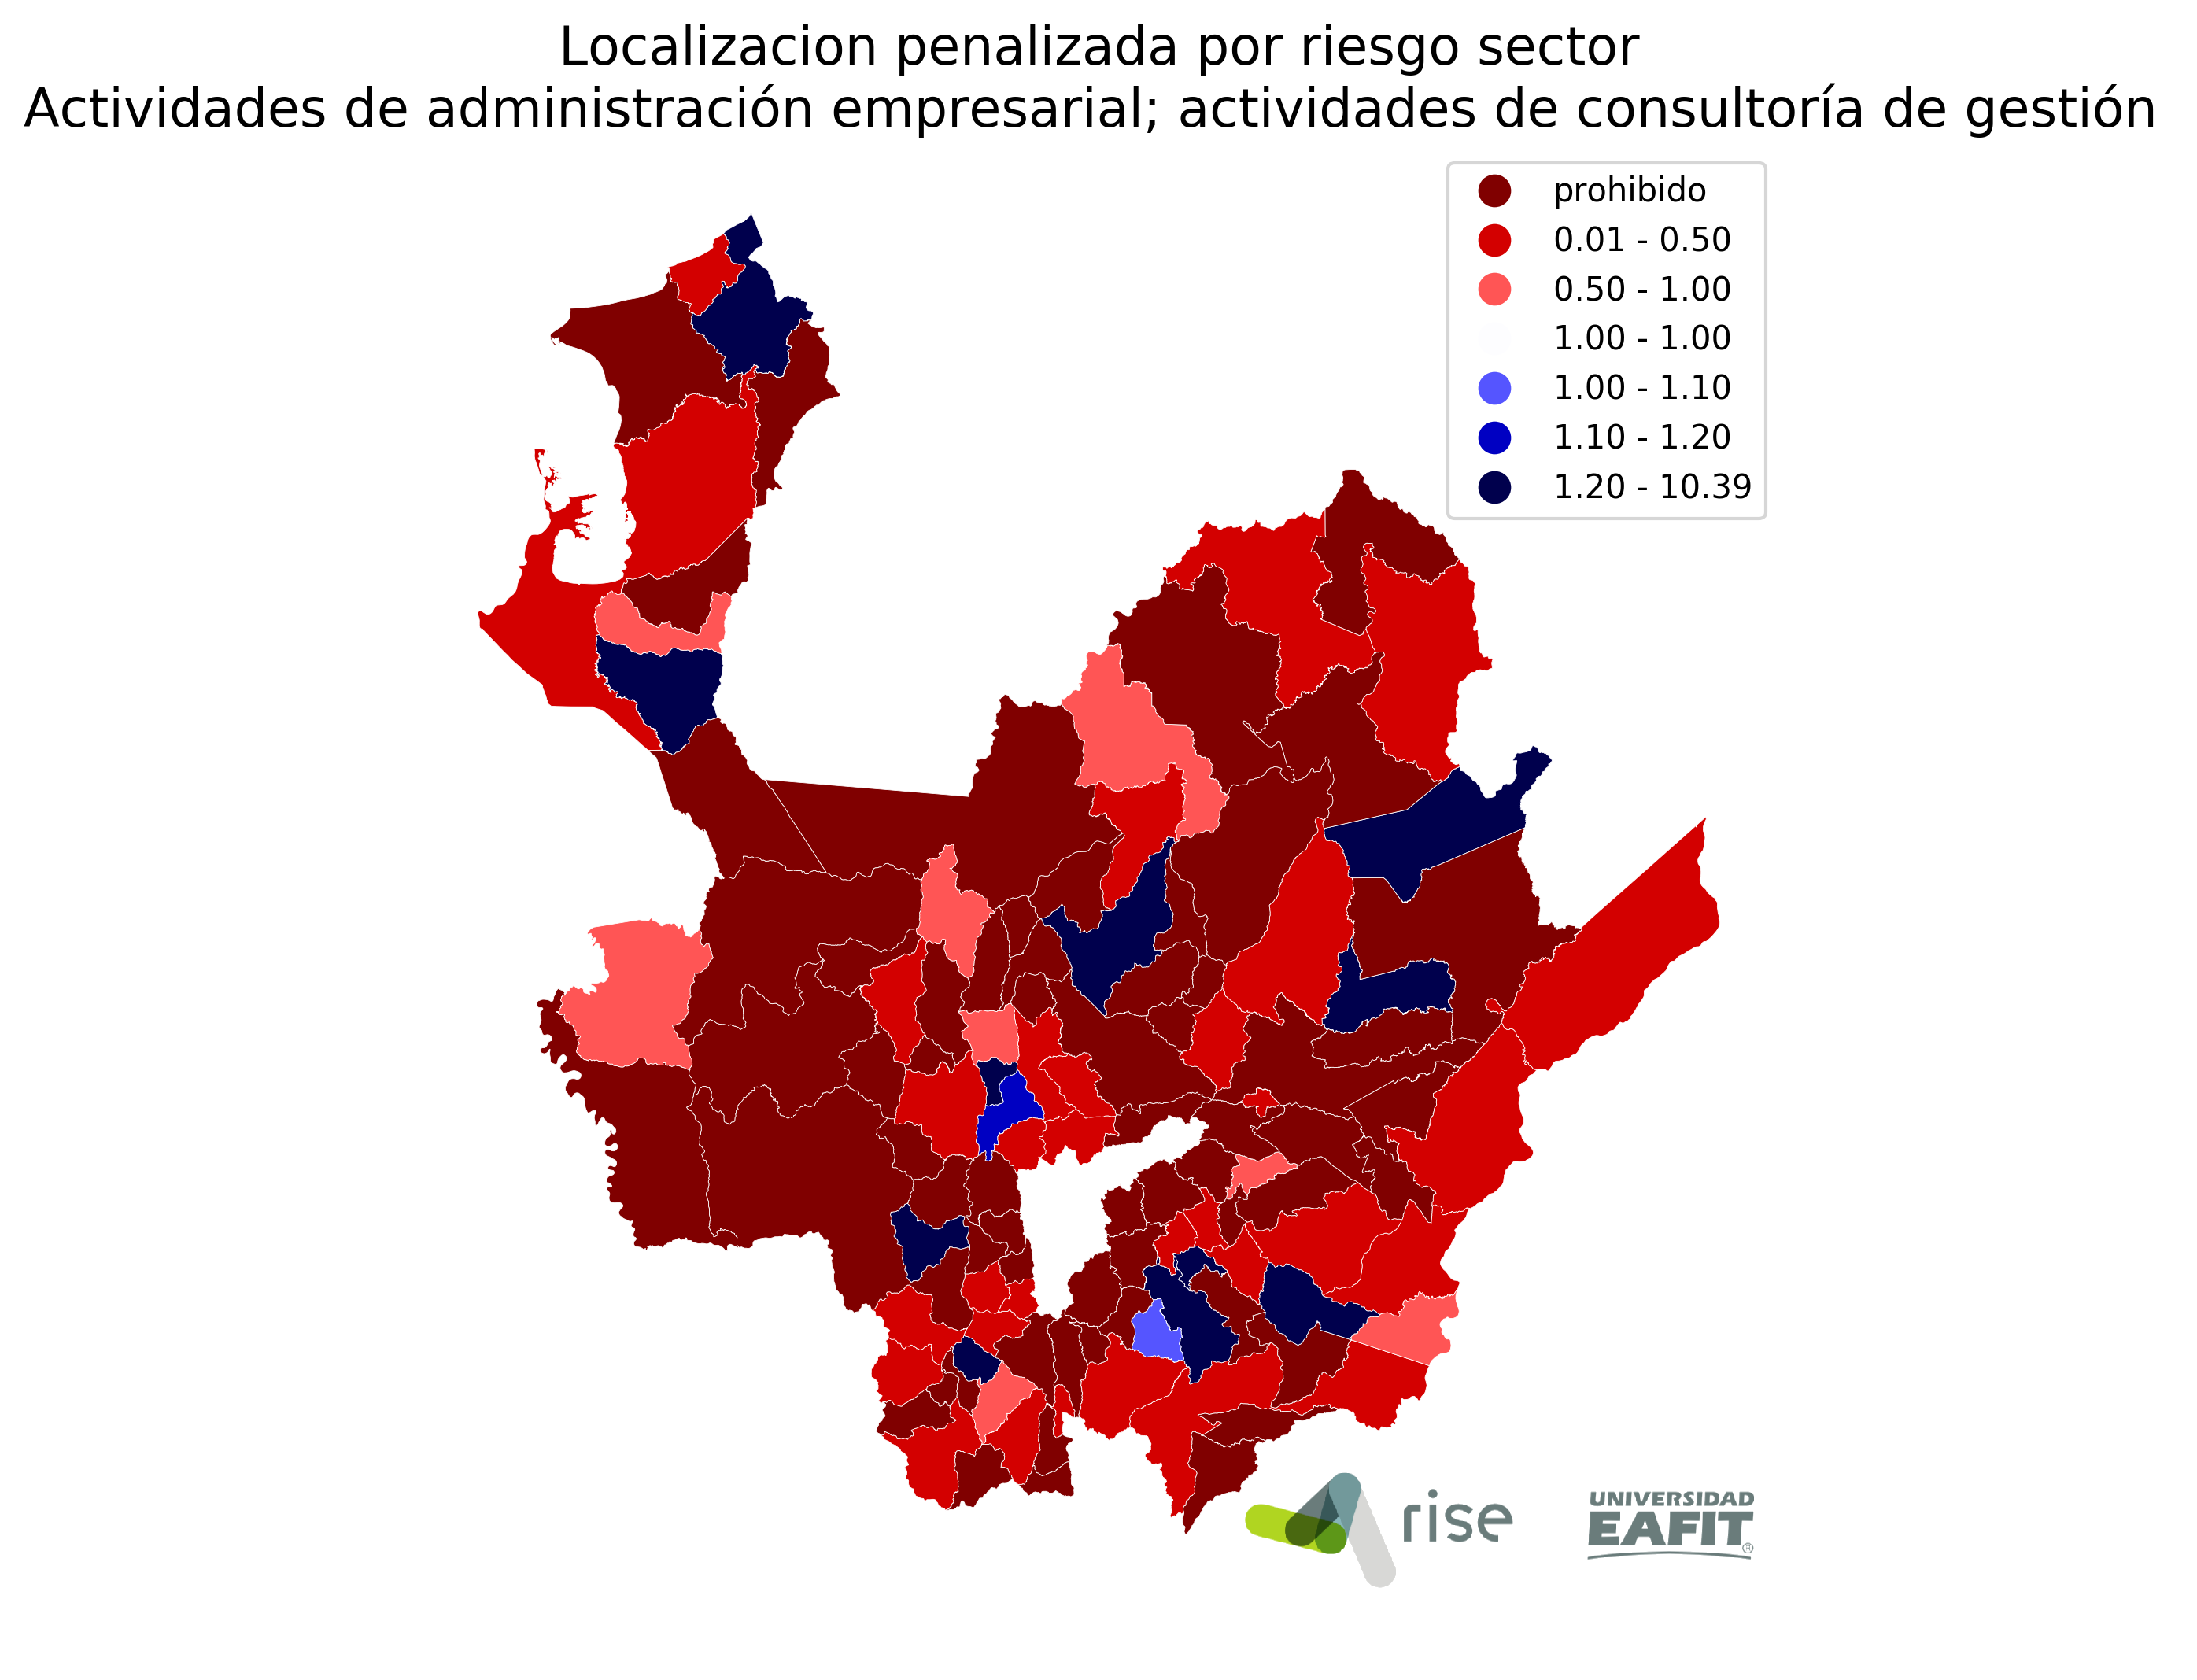 Localizacion penalizada por riesgo sector
Actividades de administración empresarial; actividades de consultoría de gestión
prohibido
0.01 - 0.50
0.50 - 1.00
1.00 - 1.00
1.00 - 1.10
1.10 - 1.20
1.20 - 10.39
rise
UNIVERSIDAD
EAFIT®